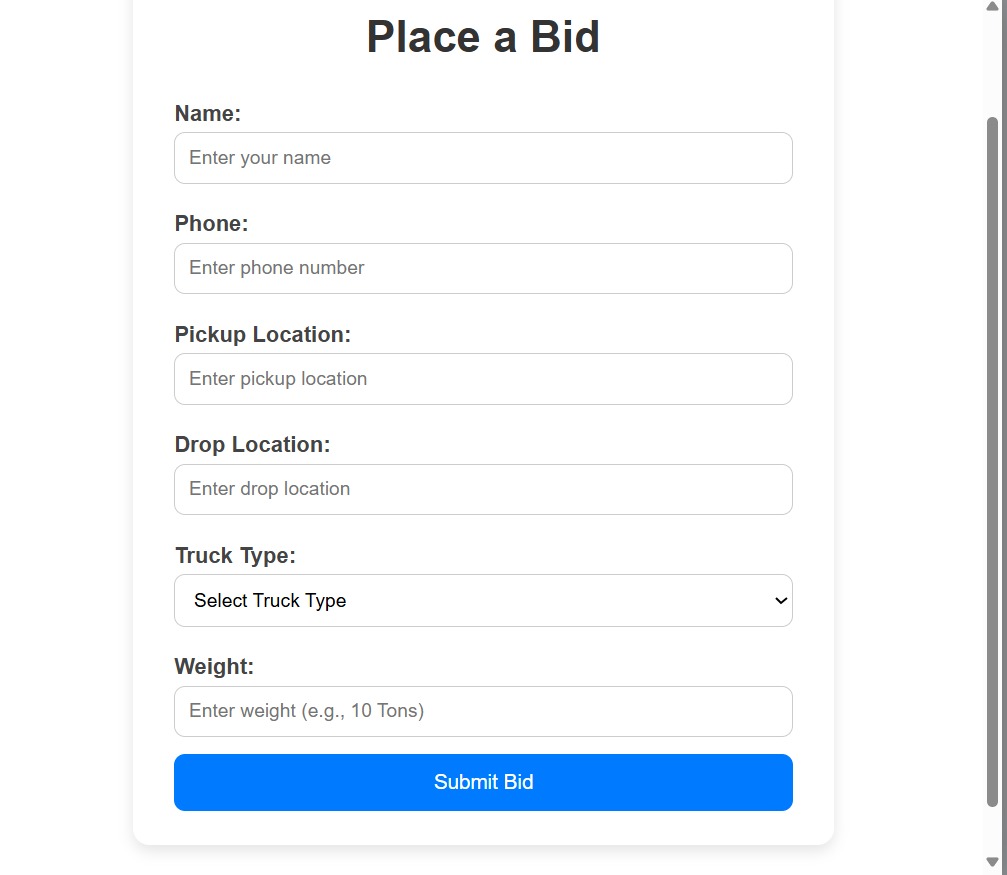 Place a Bid
Name:
Enter your name
Phone:
Enter phone number
Pickup Location:
Enter pickup location
Drop Location:
Enter drop location
Truck Type:
Select Truck Type
Weight:
Enter weight (e.g., 10 Tons)
Submit Bid